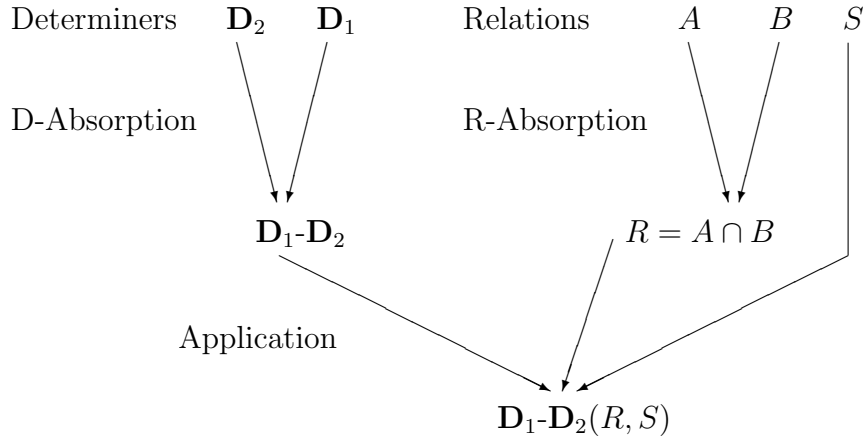 Determiners D₂ D₁ Relations A B S
D-Absorption R-Absorption
D₁-D₂ R = A ∩ B
Application
D₁-D₂(R, S)